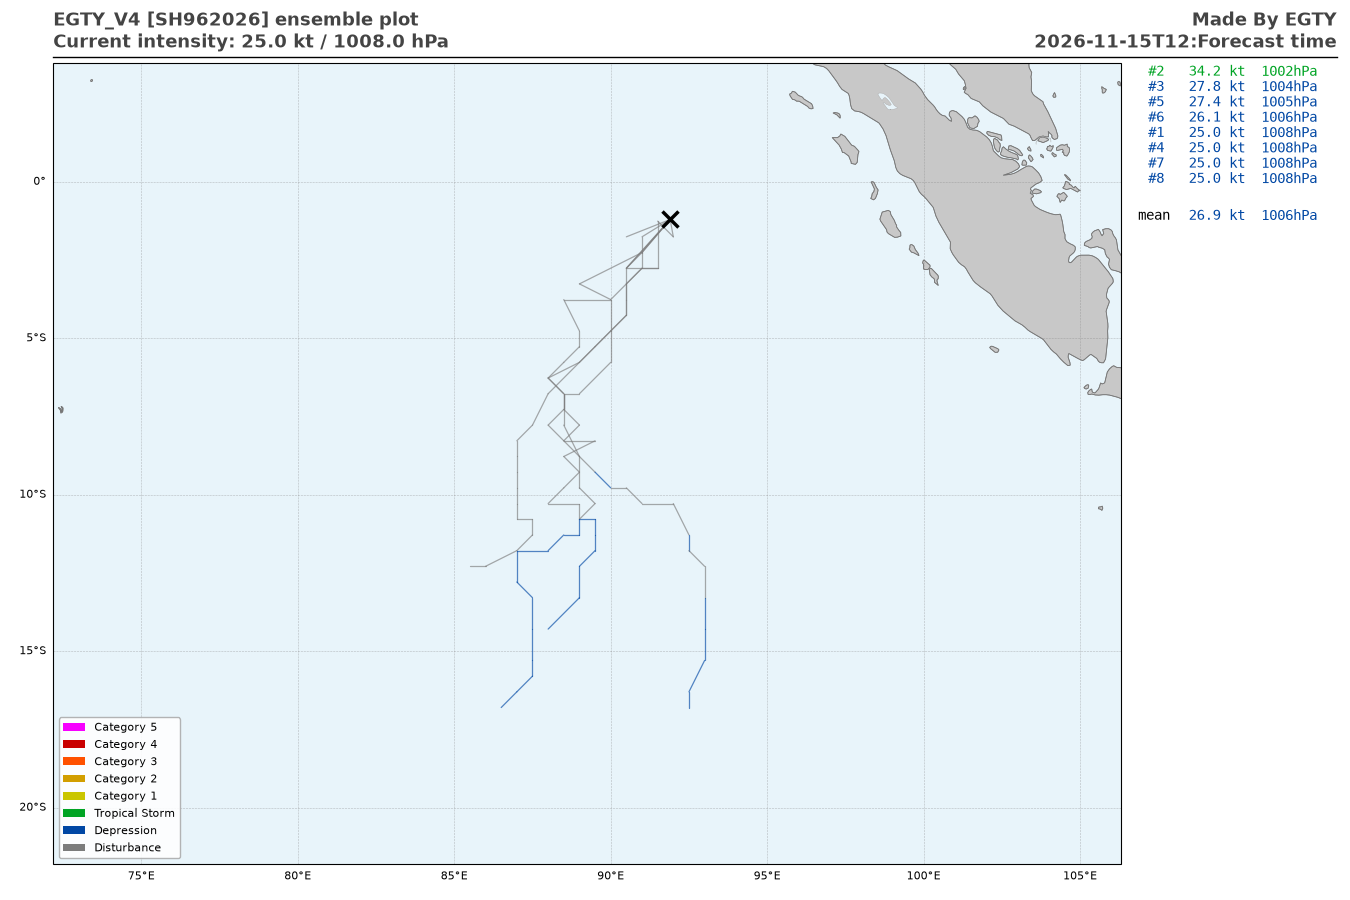 EGTY_V4 [SH962026] ensemble plot
Current intensity: 25.0 kt / 1008.0 hPa
Made By EGTY
2026-11-15T12:Forecast time
#2 34.2 kt 1002hPa
#3 27.8 kt 1004hPa
#5 27.4 kt 1005hPa
#6 26.1 kt 1006hPa
#1 25.0 kt 1008hPa
#4 25.0 kt 1008hPa
#7 25.0 kt 1008hPa
#8 25.0 kt 1008hPa
mean 26.9 kt 1006hPa
0°
5°S
10°S
15°S
20°S
Category 5
Category 4
Category 3
Category 2
Category 1
Tropical Storm
Depression
Disturbance
75°E 80°E 85°E 90°E 95°E 100°E 105°E